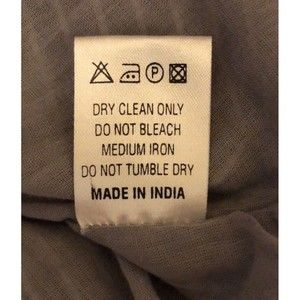 P
DRY CLEAN ONLY
DO NOT BLEACH
MEDIUM IRON
DO NOT TUMBLE DRY
MADE IN INDIA